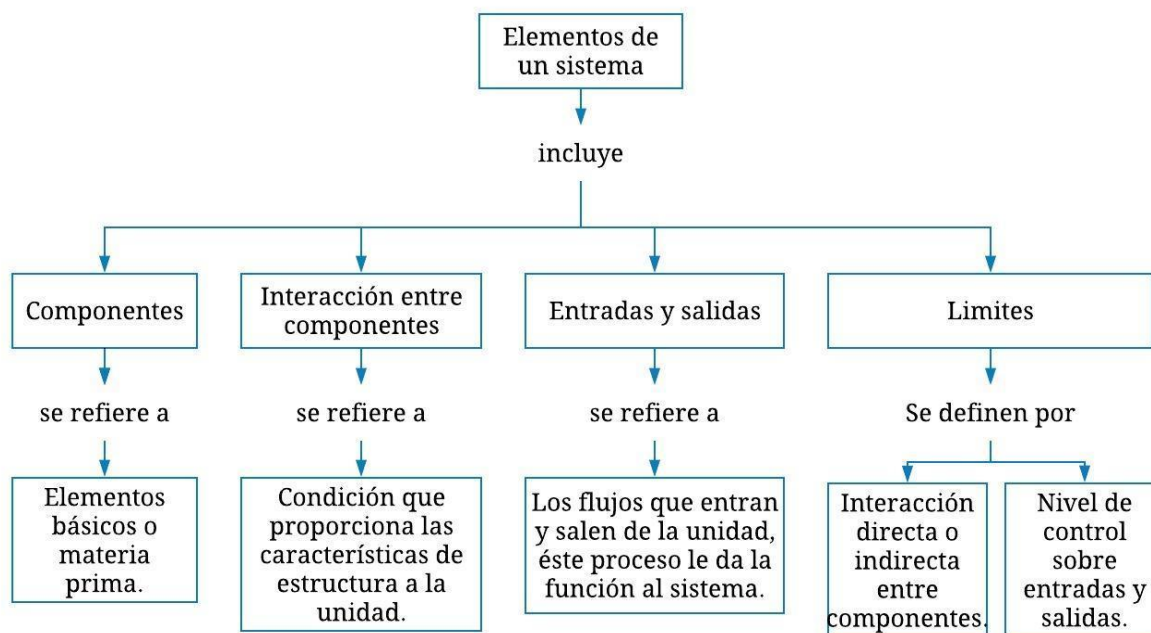 Elementos de
un sistema
incluye
Componentes
Interacción entre
componentes
Entradas y salidas
Limites
se refiere a
se refiere a
se refiere a
Se definen por
Elementos
básicos o
materia
prima.
Condición que
proporciona las
características de
estructura a la
unidad.
Los flujos que entran
y salen de la unidad,
éste proceso le da la
función al sistema.
Interacción
directa o
indirecta
entre
componentes.
Nivel de
control
sobre
entradas y
salidas.